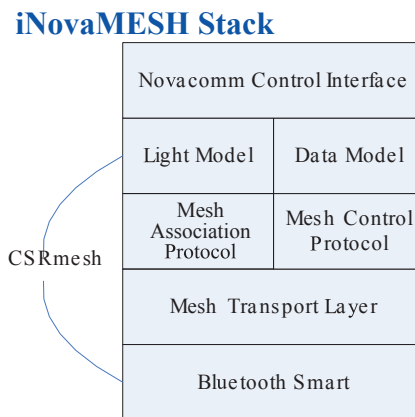 iNovaMESH Stack
Novacomm Control Interface
Light Model
Data Model
Mesh
Association
Protocol
Mesh Control
Protocol
CSRmesh
Mesh Transport Layer
Bluetooth Smart